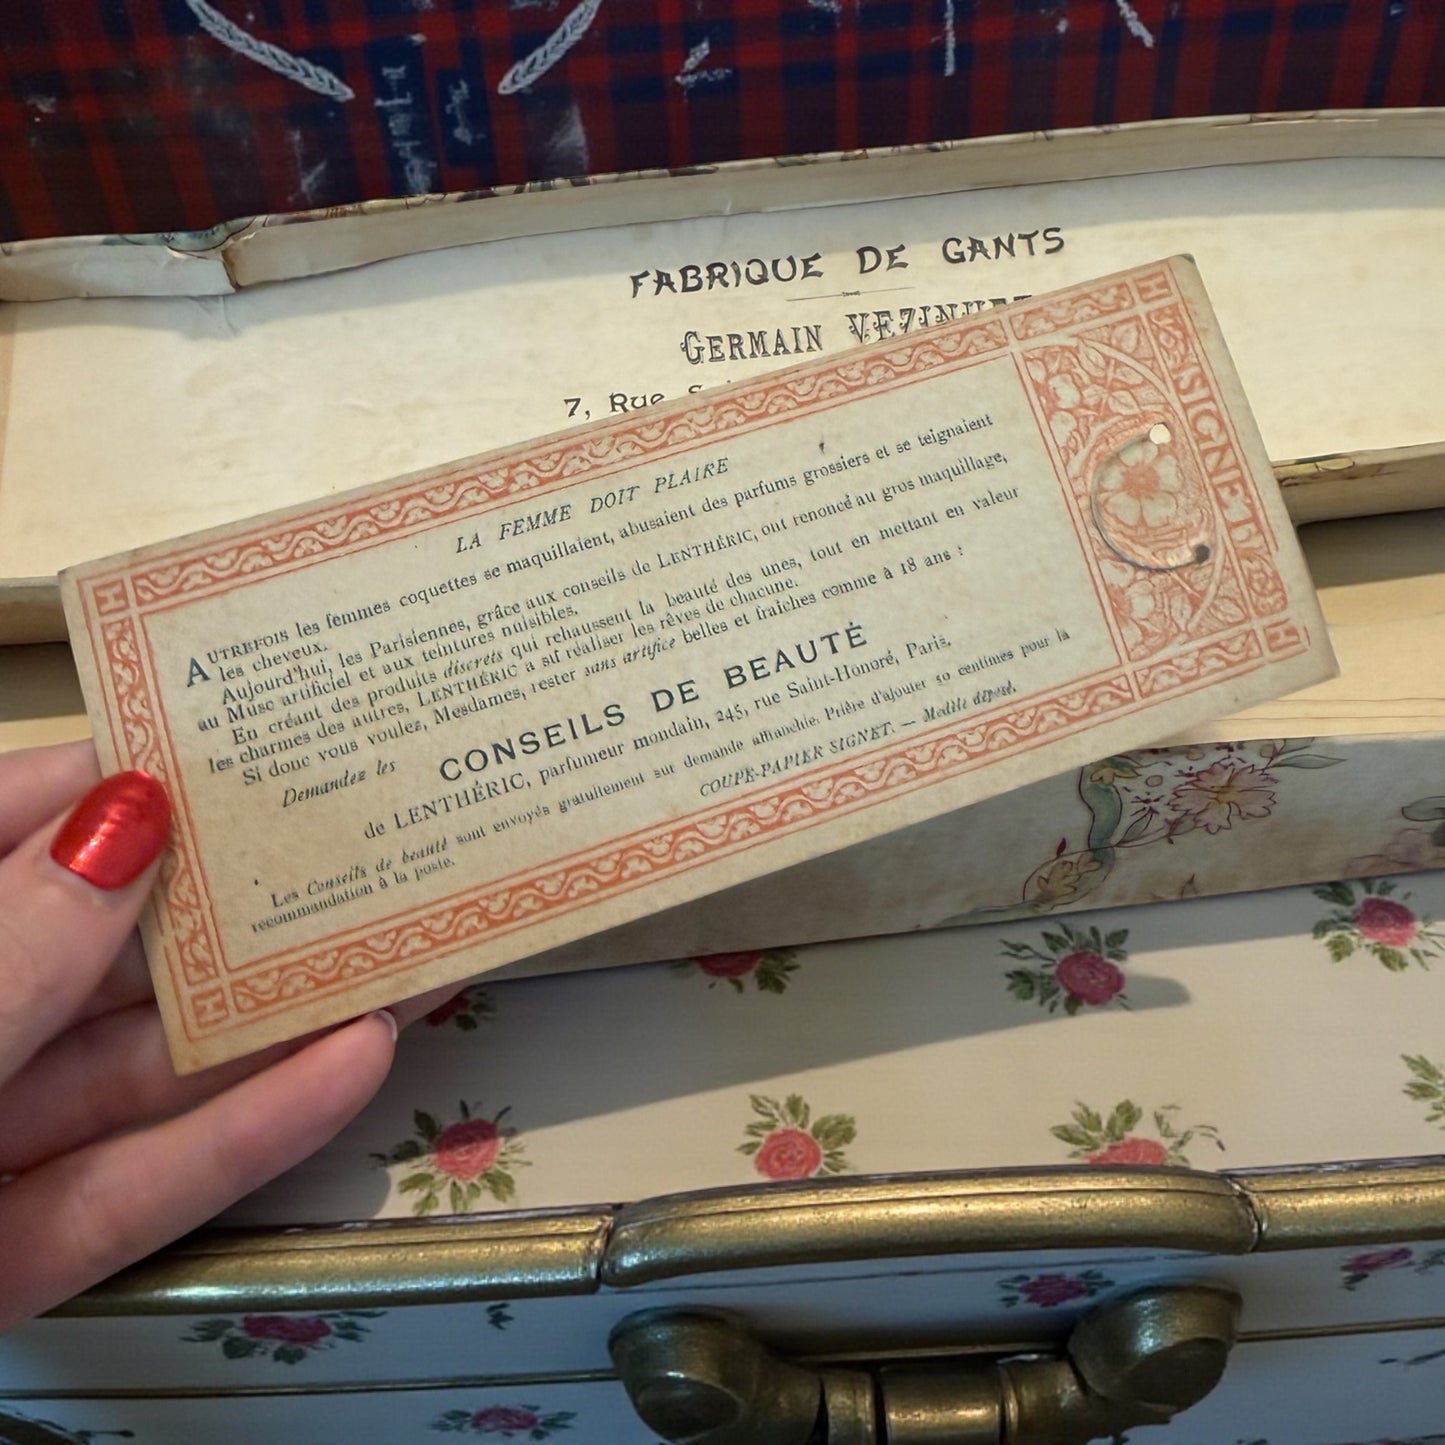 FABRIQUE DE GANTS
GERMAIN
7, Rue
LA FEMME DOIT PLAIRE
AUTREFOIS les femmes coquettes se maquillaient, abusaient des parfums grossiers et se teignaient
les cheveux.
Aujourd'hui, les Parisiennes, grâce aux conseils de LENTHÉRIC, ont renoncé au gros maquillage,
au Musc artificiel et aux teintures nuisibles.
En créant des produits discrets qui rehaussent la beauté des unes, tout en mettant en valeur
les charmes des autres, LENTHÉRIC a su réaliser les rêves de chacune.
Si donc vous voulez, Mesdames, rester sans artifice belles et fraîches comme à 18 ans :
Demandez les
CONSEILS DE BEAUTÉ
de LENTHÉRIC, parfumeur mondain, 245, rue Saint-Honoré, Paris.
Les Conseils de beauté sont envoyés gratuitement sur demande affranchie. Prière d'ajouter 50 centimes pour la
recommandation à la poste.
COUPE-PAPIER SIGNET. — Modèle déposé.
SIGNET
H
H
H
H